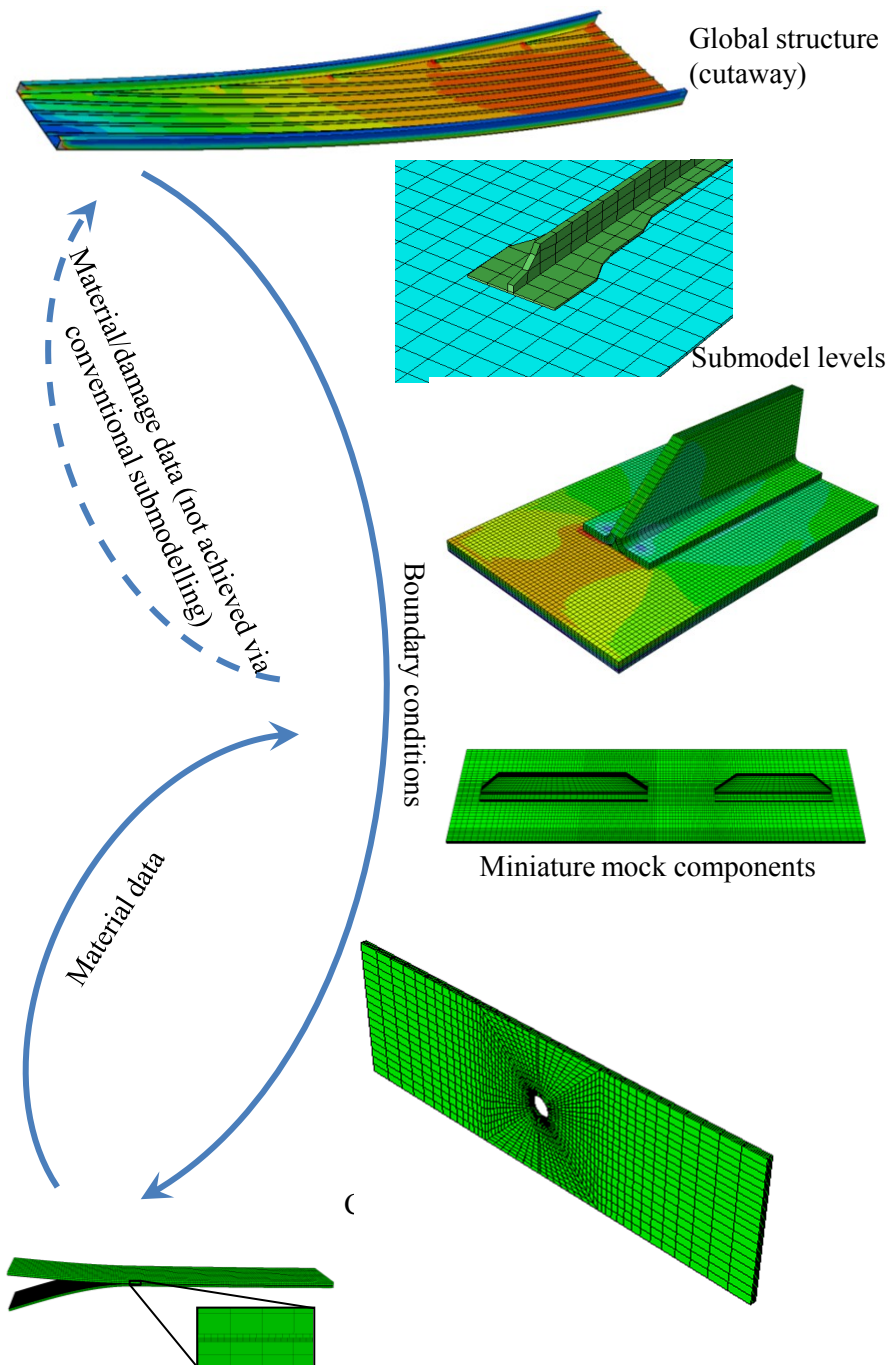 Global structure
(cutaway)
Submodel levels
Material/damage data (not achieved via
conventional submodelling)
Boundary conditions
Miniature mock components
Material data